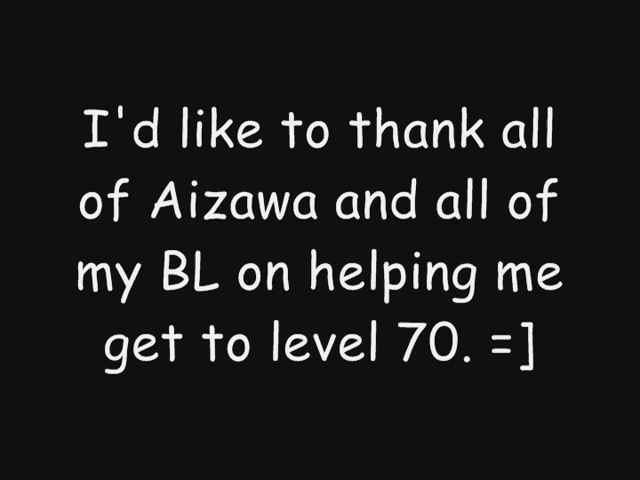 I'd like to thank all
of Aizawa and all of
my BL on helping me
get to level 70. =]